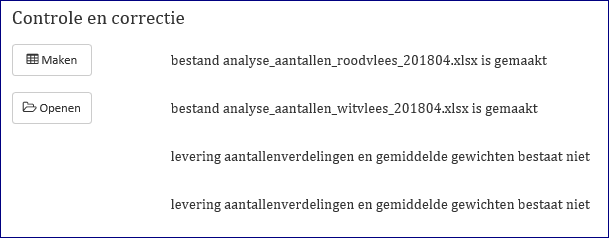 Controle en correctie
Maken
bestand analyse_aantallen_roodvlees_201804.xlsx is gemaakt
Openen
bestand analyse_aantallen_witvlees_201804.xlsx is gemaakt
levering aantallenverdelingen en gemiddelde gewichten bestaat niet
levering aantallenverdelingen en gemiddelde gewichten bestaat niet